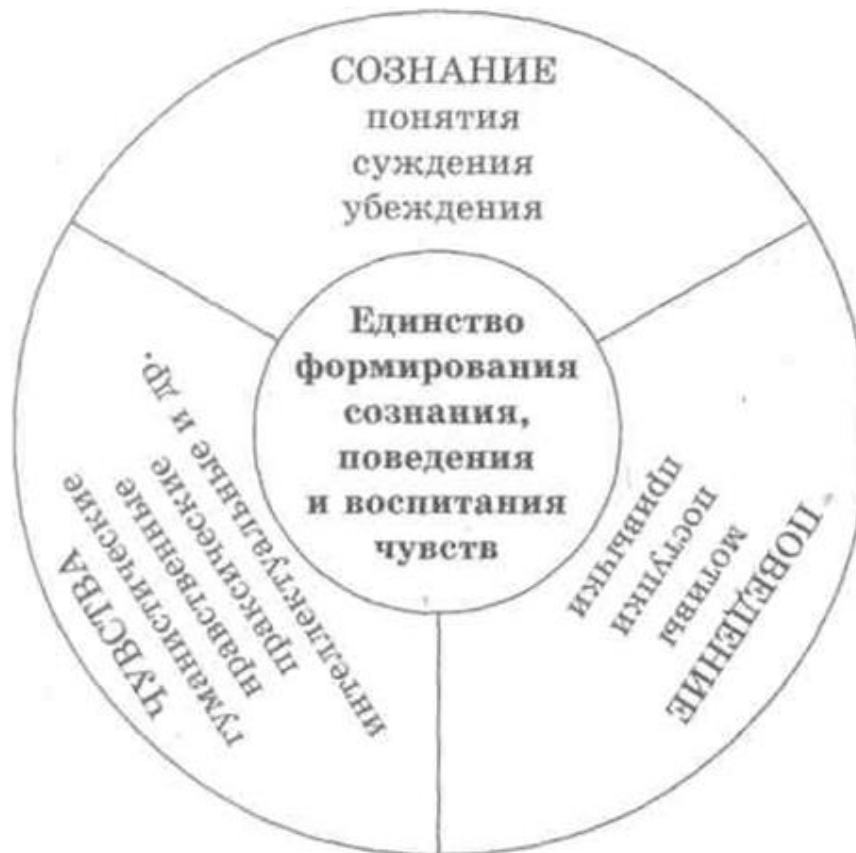 СОЗНАНИЕ
понятия
суждения
убеждения
Единство
формирования
сознания,
поведения
и воспитания
чувств
ПОВЕДЕНИЕ
мотивы
поступки
привычки
ЧУВСТВА
гуманистические
нравственные
праксические
интеллектуальные и др.